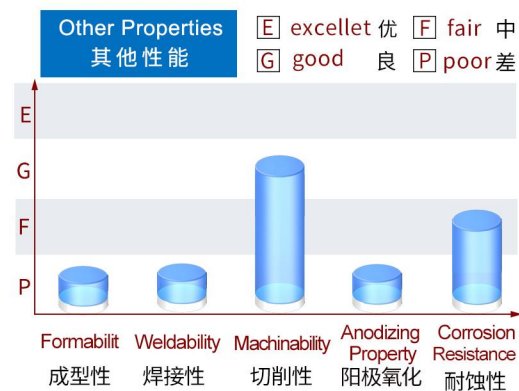 Other Properties
其他性能
E excellet 优 F fair 中
G good 良 P poor 差
E
G
F
P
Formabilit
成型性
Weldability
焊接性
Machinability
切削性
Anodizing
Property
阳极氧化
Corrosion
Resistance
耐蚀性